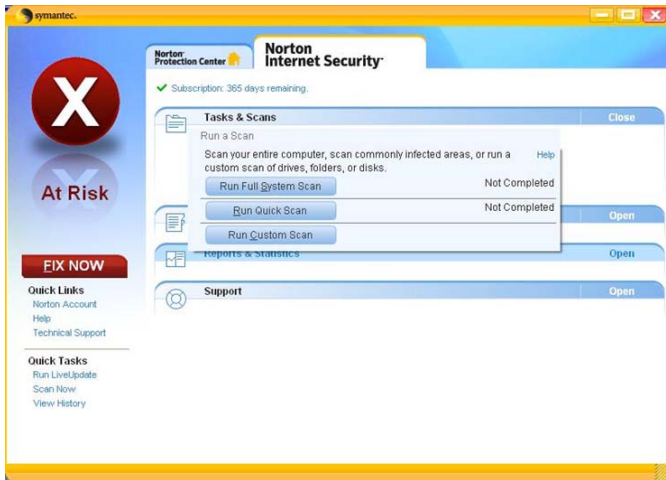 symantec.
Norton
Protection Center
Norton
Internet Security
Subscription: 365 days remaining.
X
At Risk
FIX NOW
Quick Links
Norton Account
Help
Technical Support
Quick Tasks
Run LiveUpdate
Scan Now
View History
Tasks & Scans Close
Run a Scan
Scan your entire computer, scan commonly infected areas, or run a Help
custom scan of drives, folders, or disks.
Run Full System Scan Not Completed
Run Quick Scan Not Completed
Run Custom Scan
Open
Reports & Statistics Open
Support Open